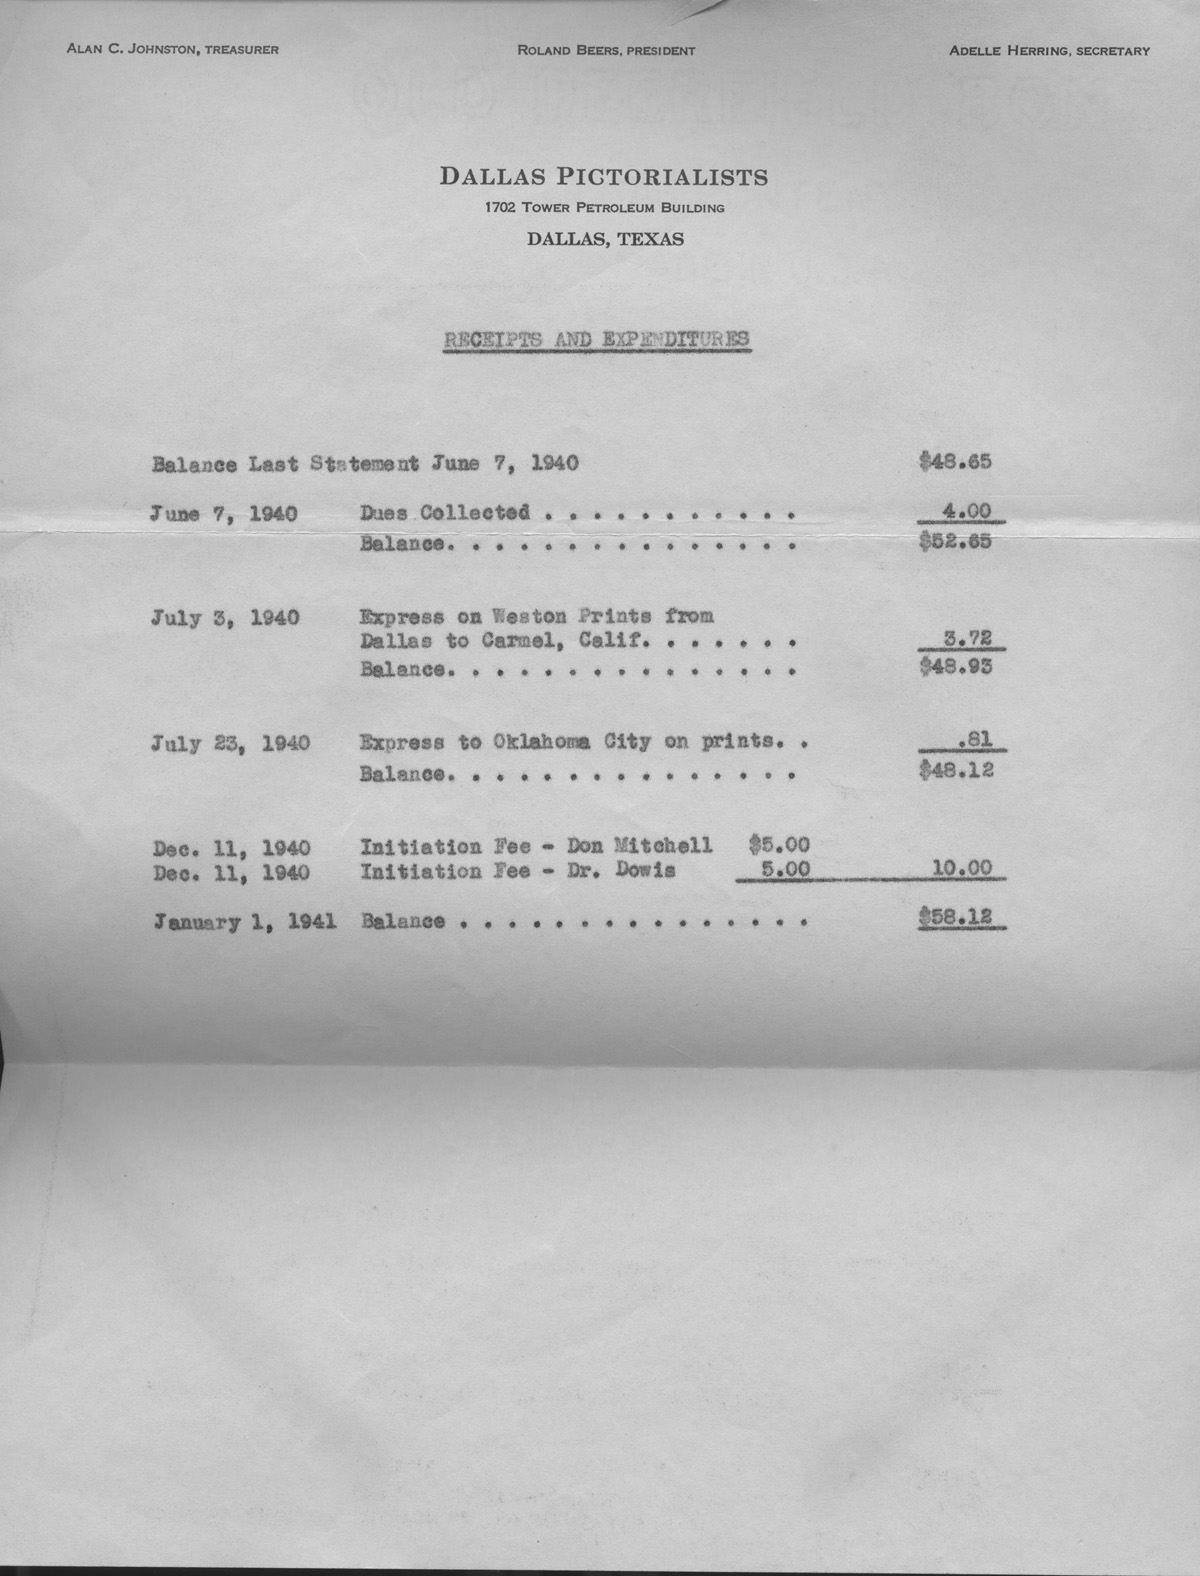 ALAN C. JOHNSTON, TREASURER ROLAND BEERS, PRESIDENT ADELLE HERRING, SECRETARY
DALLAS PICTORIALISTS
1702 TOWER PETROLEUM BUILDING
DALLAS, TEXAS
RECEIPTS AND EXPENDITURES
Balance Last Statement June 7, 1940 $48.65
June 7, 1940 Dues Collected . . . . . . . . . . . 4.00
Balance. . . . . . . . . . . . . . . $52.65
July 3, 1940 Express on Weston Prints from
Dallas to Carmel, Calif. . . . . . . 3.72
Balance. . . . . . . . . . . . . . . $48.93
July 23, 1940 Express to Oklahoma City on prints. . .81
Balance. . . . . . . . . . . . . . . $48.12
Dec. 11, 1940 Initiation Fee - Don Mitchell $5.00
Dec. 11, 1940 Initiation Fee - Dr. Dowis 5.00 10.00
January 1, 1941 Balance . . . . . . . . . . . . . . . $58.12